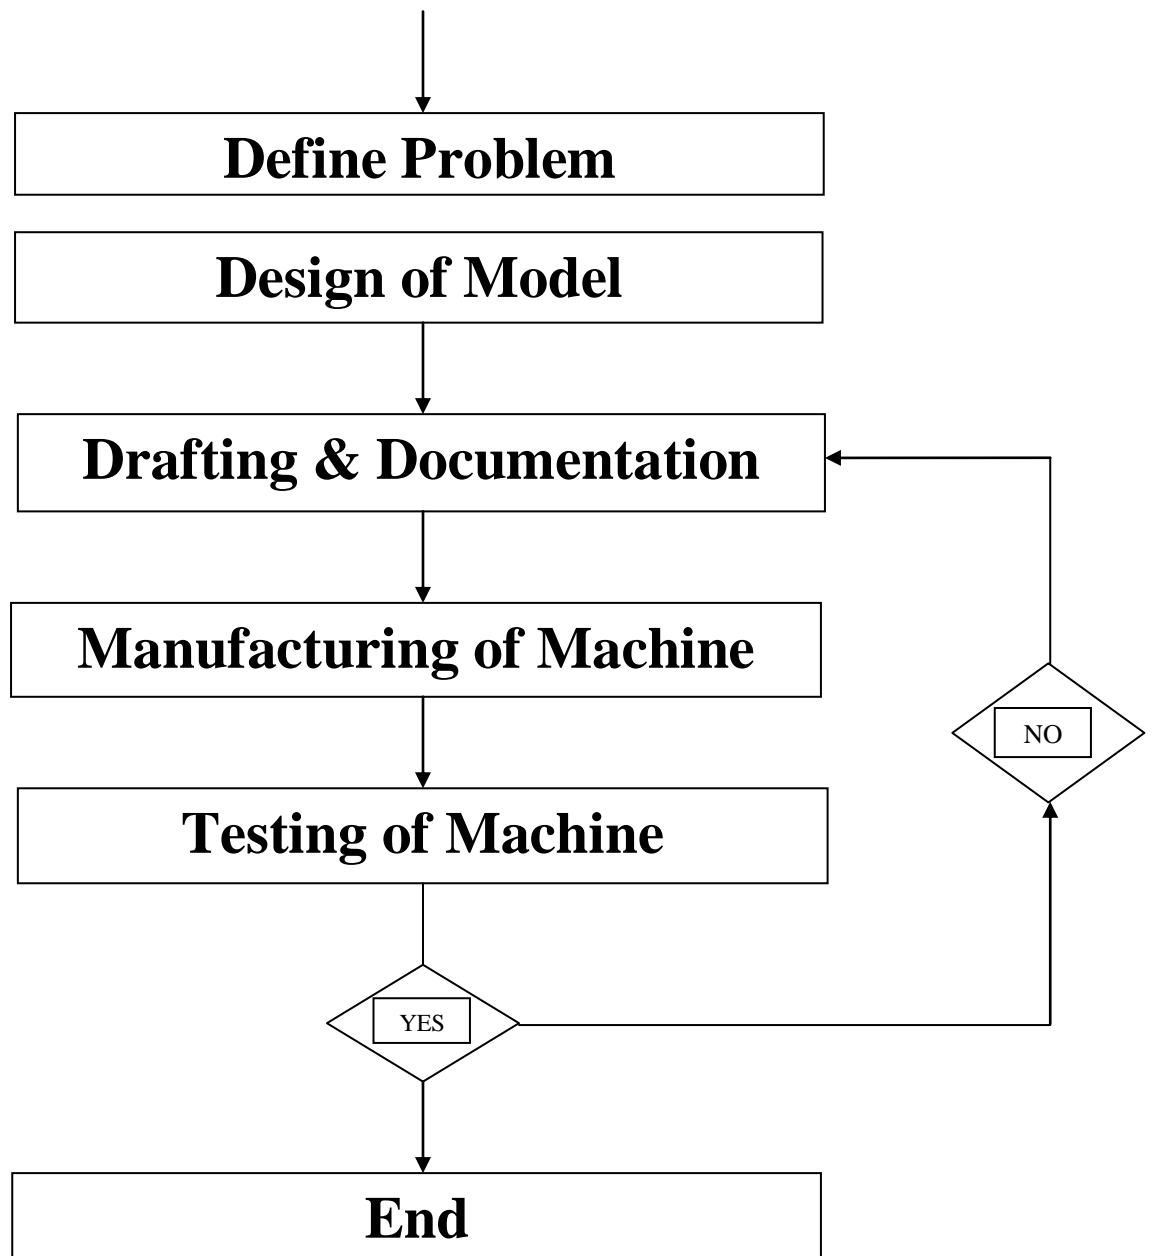 Define Problem
Design of Model
Drafting & Documentation
Manufacturing of Machine
NO
Testing of Machine
YES
End